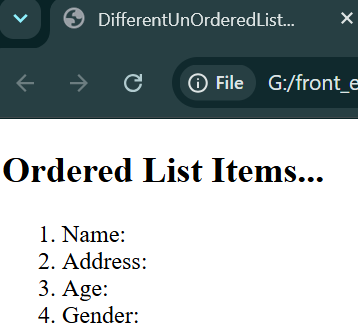 DifferentUnOrderedList...
File G:/front_e
Ordered List Items...
1. Name:
2. Address:
3. Age:
4. Gender: